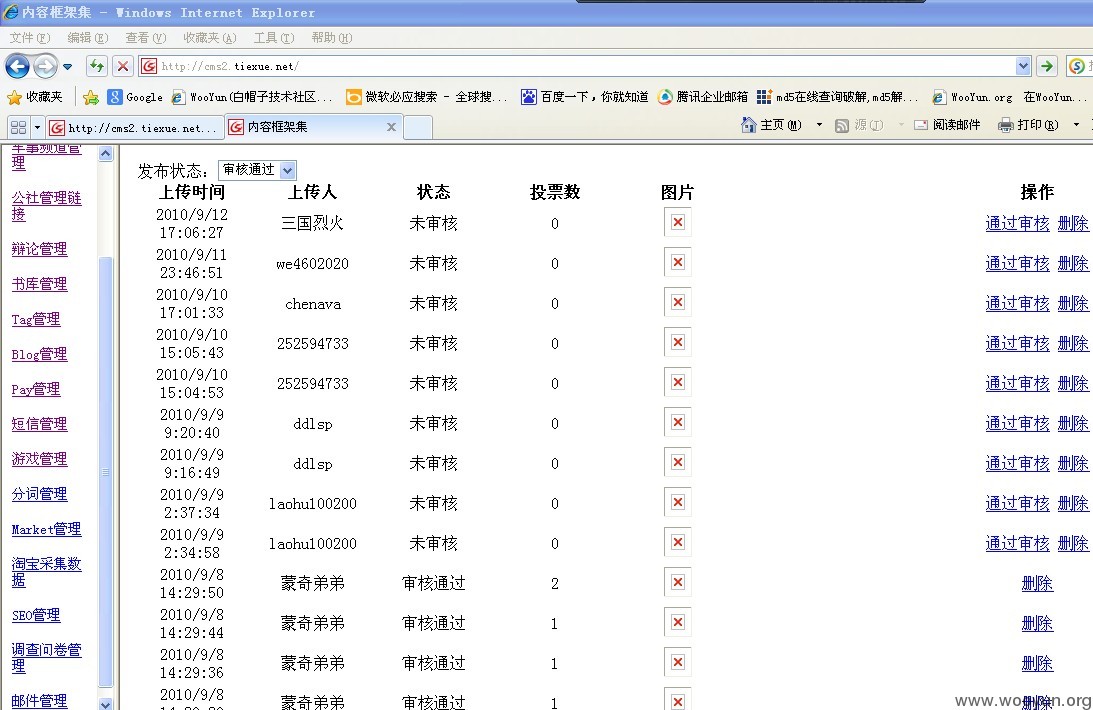 内容框架集 - Windows Internet Explorer
文件(F) 编辑(E) 查看(V) 收藏夹(A) 工具(T) 帮助(H)
http://cms2.tiexue.net/
收藏夹 Google WooYun(白帽子技术社区... 微软必应搜索 - 全球搜... 百度一下，你就知道 腾讯企业邮箱 md5在线查询破解,md5解... WooYun.org 在WooYun...
http://cms2.tiexue.net... 内容框架集 X 主页(M) 源(J) 阅读邮件 打印(R)
军事频道管
理
公社管理链
接
辩论管理
书库管理
Tag管理
Blog管理
Pay管理
短信管理
游戏管理
分词管理
Market管理
淘宝采集数
据
SEO管理
调查问卷管
理
邮件管理
发布状态： 审核通过
上传时间 上传人 状态 投票数 图片 操作
2010/9/12
17:06:27 三国烈火 未审核 0 通过审核 删除
2010/9/11
23:46:51 we4602020 未审核 0 通过审核 删除
2010/9/10
17:01:33 chenava 未审核 0 通过审核 删除
2010/9/10
15:05:43 252594733 未审核 0 通过审核 删除
2010/9/10
15:04:53 252594733 未审核 0 通过审核 删除
2010/9/9
9:20:40 ddlsp 未审核 0 通过审核 删除
2010/9/9
9:16:49 ddlsp 未审核 0 通过审核 删除
2010/9/9
2:37:34 laohu100200 未审核 0 通过审核 删除
2010/9/9
2:34:58 laohu100200 未审核 0 通过审核 删除
2010/9/8
14:29:50 蒙奇弟弟 审核通过 2 删除
2010/9/8
14:29:44 蒙奇弟弟 审核通过 1 删除
2010/9/8
14:29:36 蒙奇弟弟 审核通过 1 删除
2010/9/8
蒙奇弟弟 审核通过 1 删除
www.wooyun.org